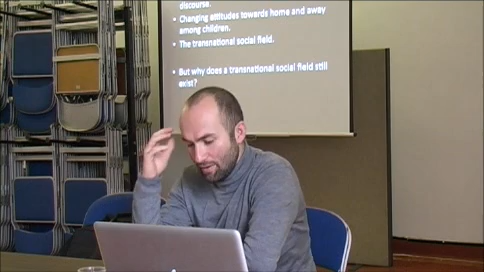 discourse.
• Changing attitudes towards home and away
among children.
• The transnational social field.
• But why does a transnational social field still
exist?